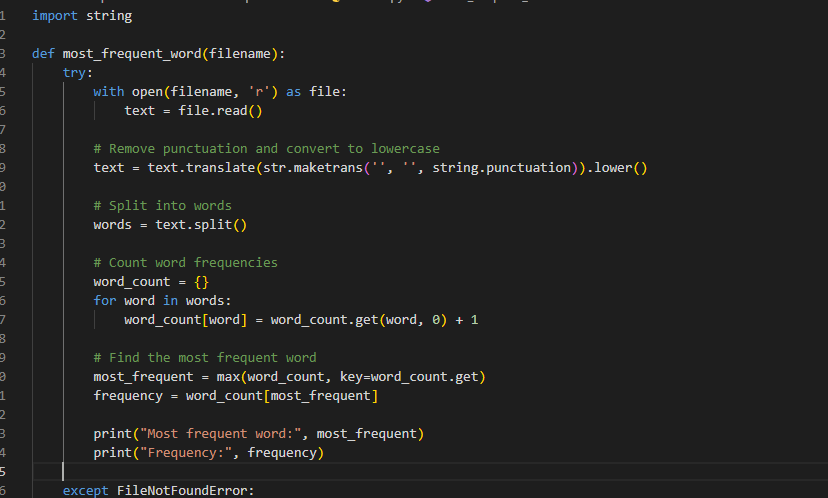 1 import string
2
3 def most_frequent_word(filename):
4     try:
5         with open(filename, 'r') as file:
6             text = file.read()
7
8         # Remove punctuation and convert to lowercase
9         text = text.translate(str.maketrans('', '', string.punctuation)).lower()
0
1         # Split into words
2         words = text.split()
3
4         # Count word frequencies
5         word_count = {}
6         for word in words:
7             word_count[word] = word_count.get(word, 0) + 1
8
9         # Find the most frequent word
0         most_frequent = max(word_count, key=word_count.get)
1         frequency = word_count[most_frequent]
2
3         print("Most frequent word:", most_frequent)
4         print("Frequency:", frequency)
5
6     except FileNotFoundError: